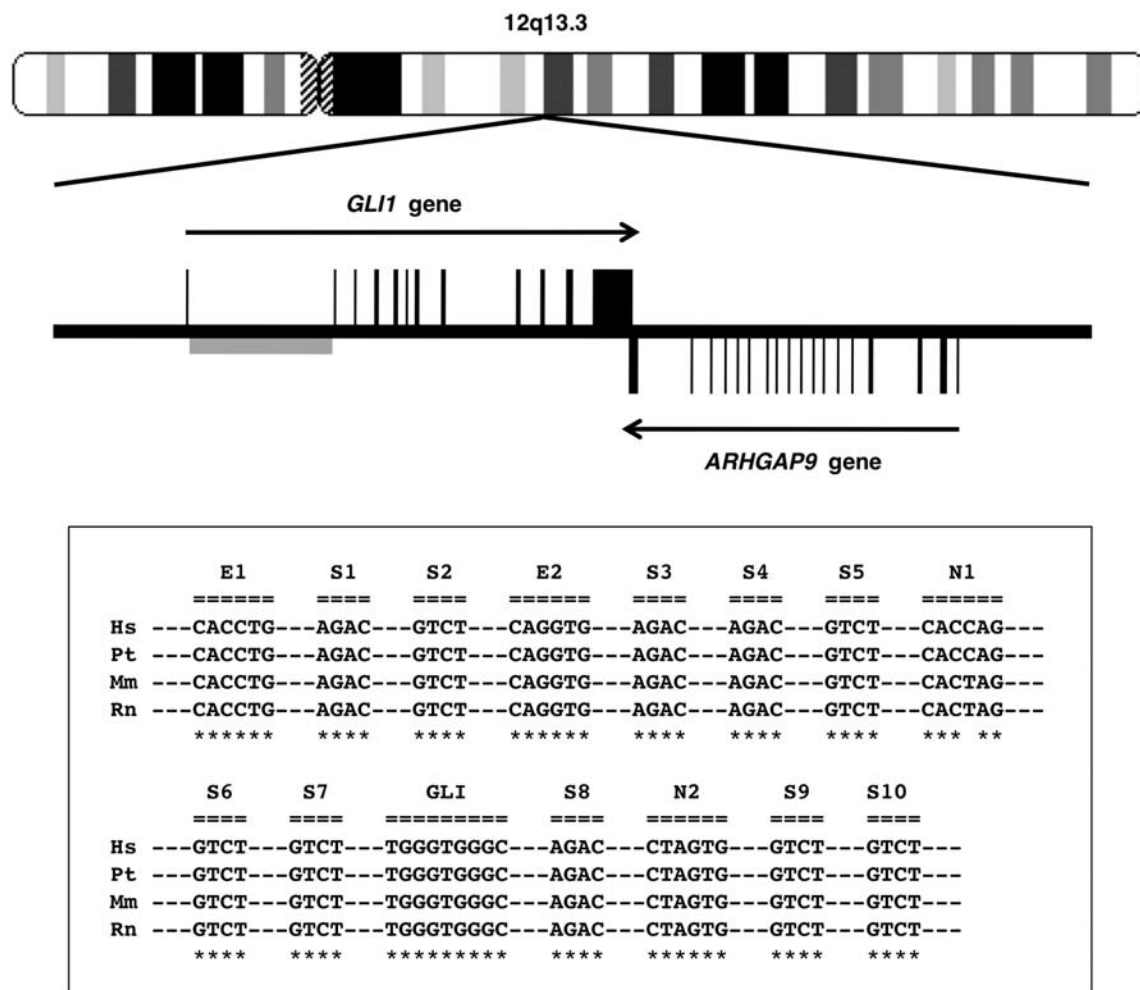 12q13.3
GLI1 gene
ARHGAP9 gene
E1 S1 S2 E2 S3 S4 S5 N1
====== ==== ==== ====== ==== ==== ==== ======
Hs ---CACCTG---AGAC---GTCT---CAGGTG---AGAC---AGAC---GTCT---CACCAG---
Pt ---CACCTG---AGAC---GTCT---CAGGTG---AGAC---AGAC---GTCT---CACCAG---
Mm ---CACCTG---AGAC---GTCT---CAGGTG---AGAC---AGAC---GTCT---CACTAG---
Rn ---CACCTG---AGAC---GTCT---CAGGTG---AGAC---AGAC---GTCT---CACTAG---
****** **** **** ****** **** **** **** *** **
S6 S7 GLI S8 N2 S9 S10
==== ==== ========= ==== ====== ==== ====
Hs ---GTCT---GTCT---TGGGTGGGC---AGAC---CTAGTG---GTCT---GTCT---
Pt ---GTCT---GTCT---TGGGTGGGC---AGAC---CTAGTG---GTCT---GTCT---
Mm ---GTCT---GTCT---TGGGTGGGC---AGAC---CTAGTG---GTCT---GTCT---
Rn ---GTCT---GTCT---TGGGTGGGC---AGAC---CTAGTG---GTCT---GTCT---
**** **** ********* **** ****** **** ****